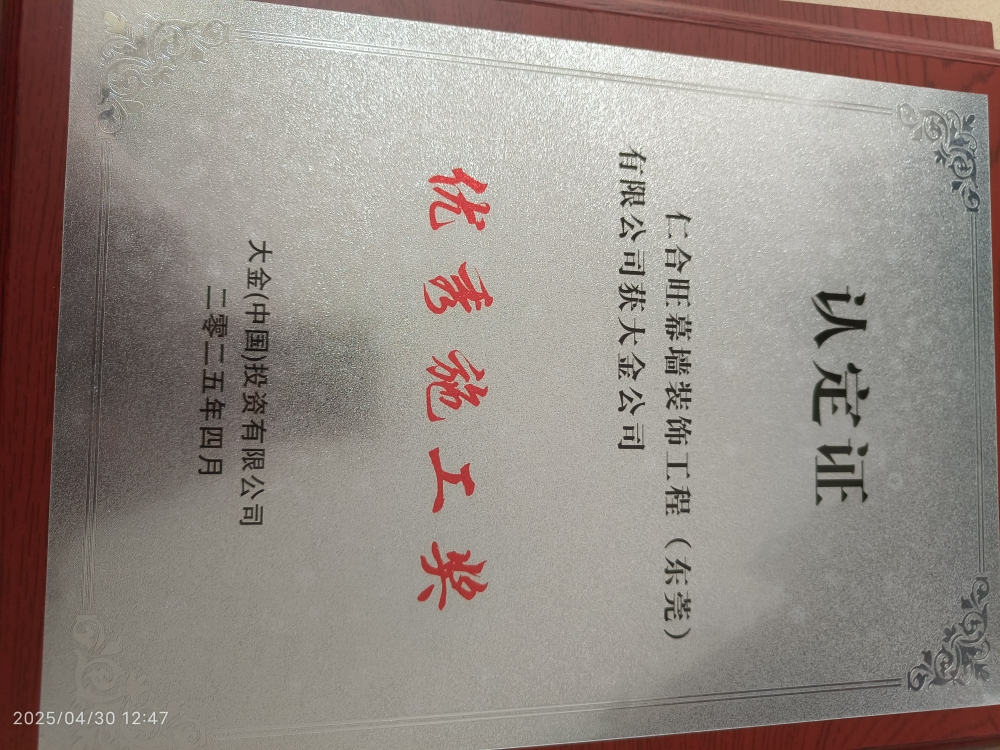 认定证
仁合旺幕墙装饰工程（东莞）
有限公司获大金公司
优秀施工奖
大金(中国)投资有限公司
二零二五年四月
2025/04/30 12:47